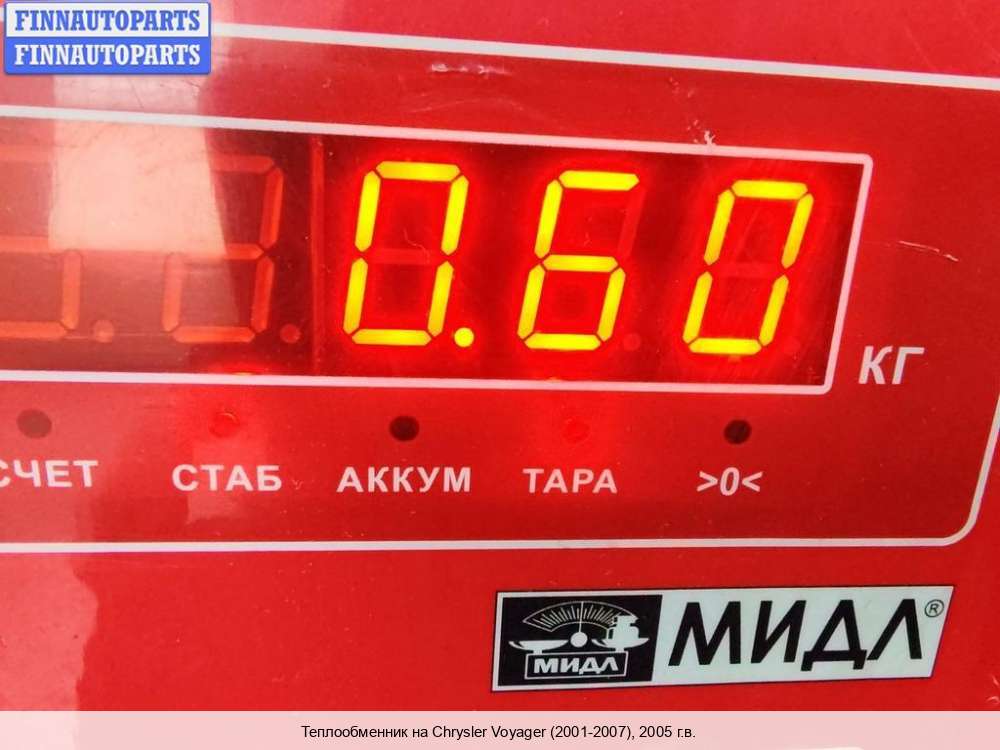 FINNAUTOPARTS
FINNAUTOPARTS
0.60
КГ
СЧЕТ СТАБ АККУМ ТАРА >0<
МИДЛ МИДЛ®
Теплообменник на Chrysler Voyager (2001-2007), 2005 г.в.